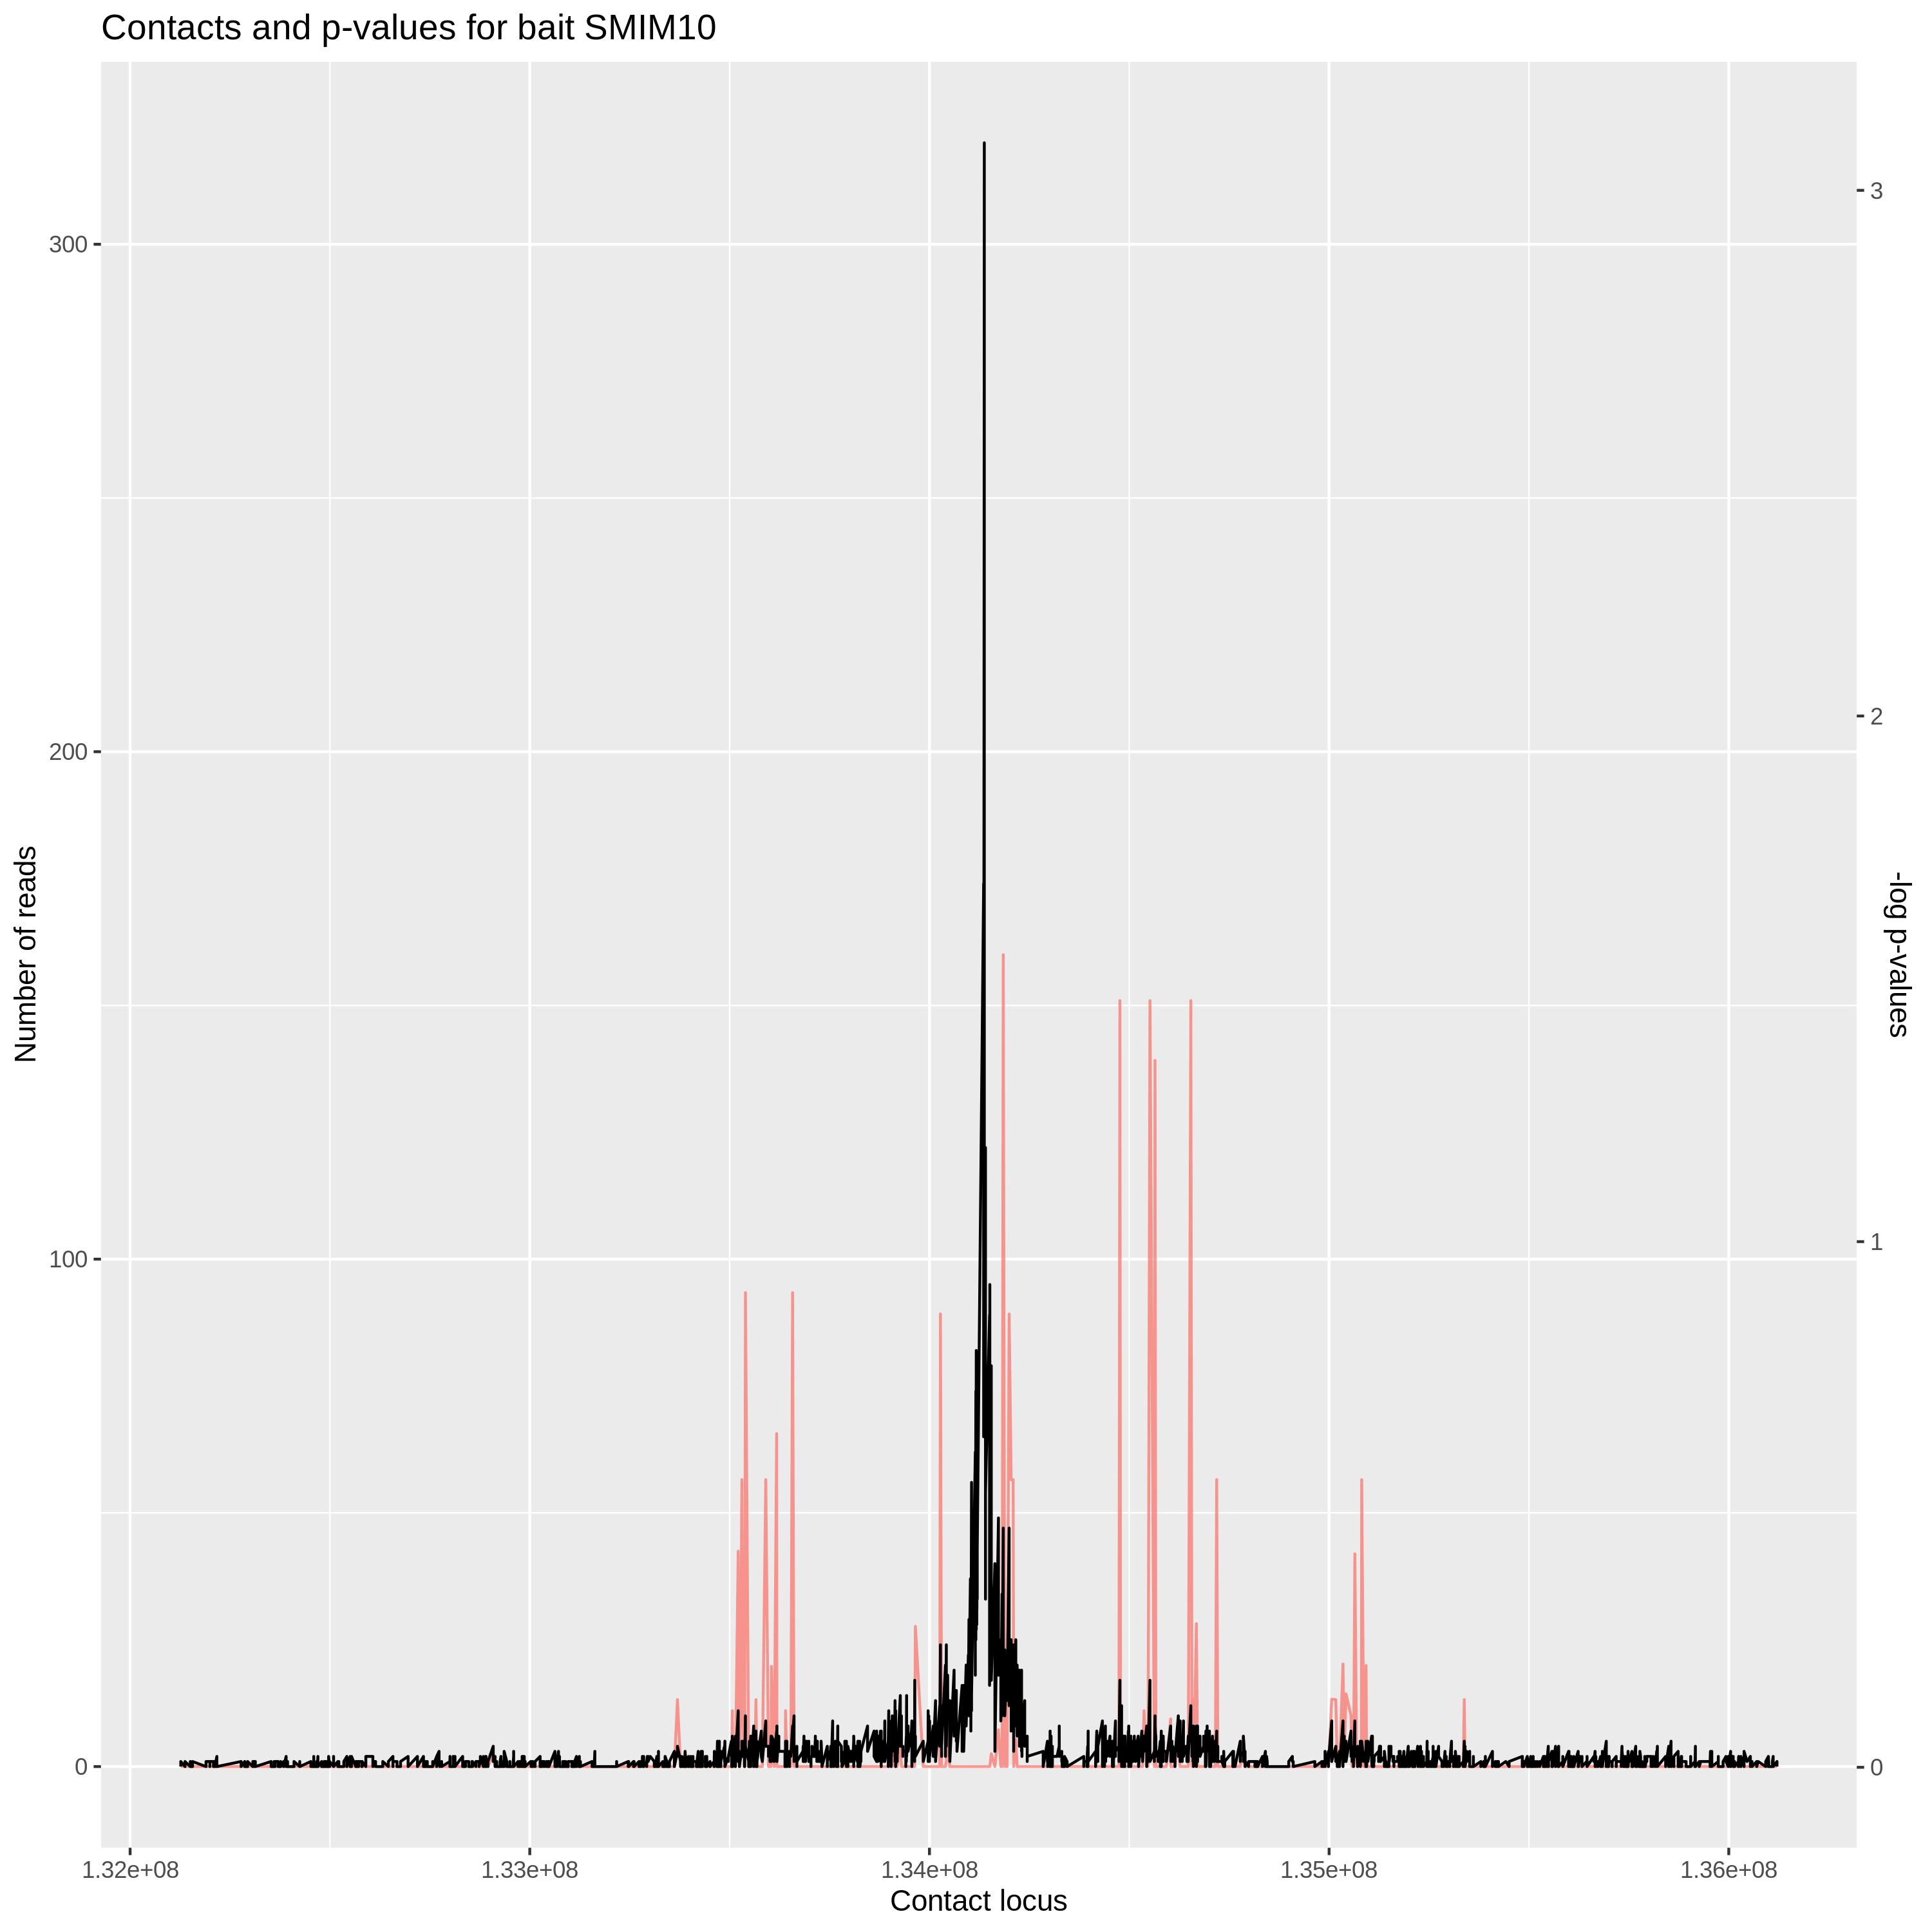 Contacts and p-values for bait SMIM10
300
200
100
0
Number of reads
3
2
1
0
-log p-values
1.32e+08
1.33e+08
1.34e+08
1.35e+08
1.36e+08
Contact locus